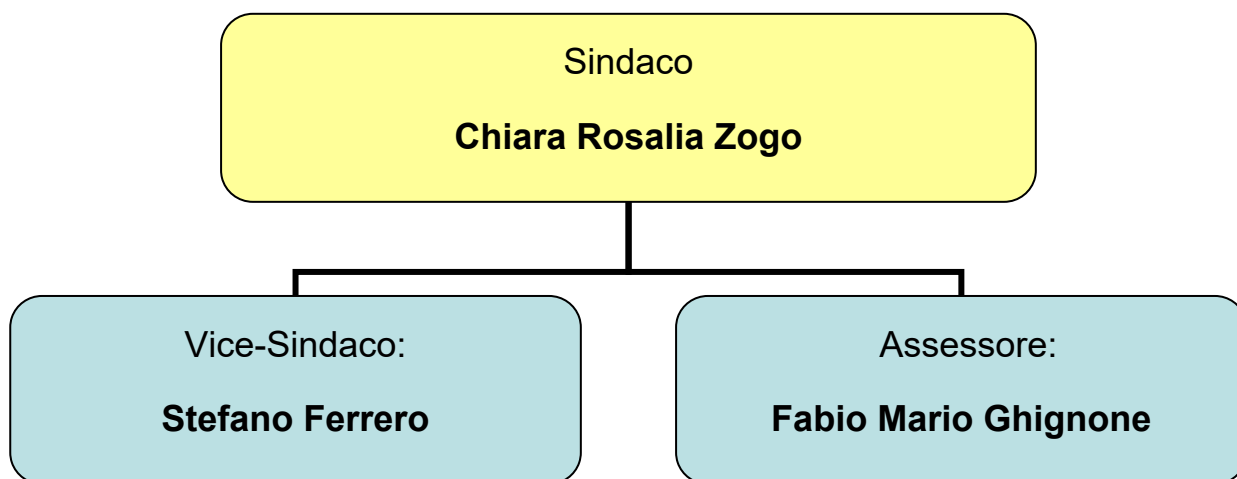 Sindaco
Chiara Rosalia Zogo
Vice-Sindaco:
Stefano Ferrero
Assessore:
Fabio Mario Ghignone